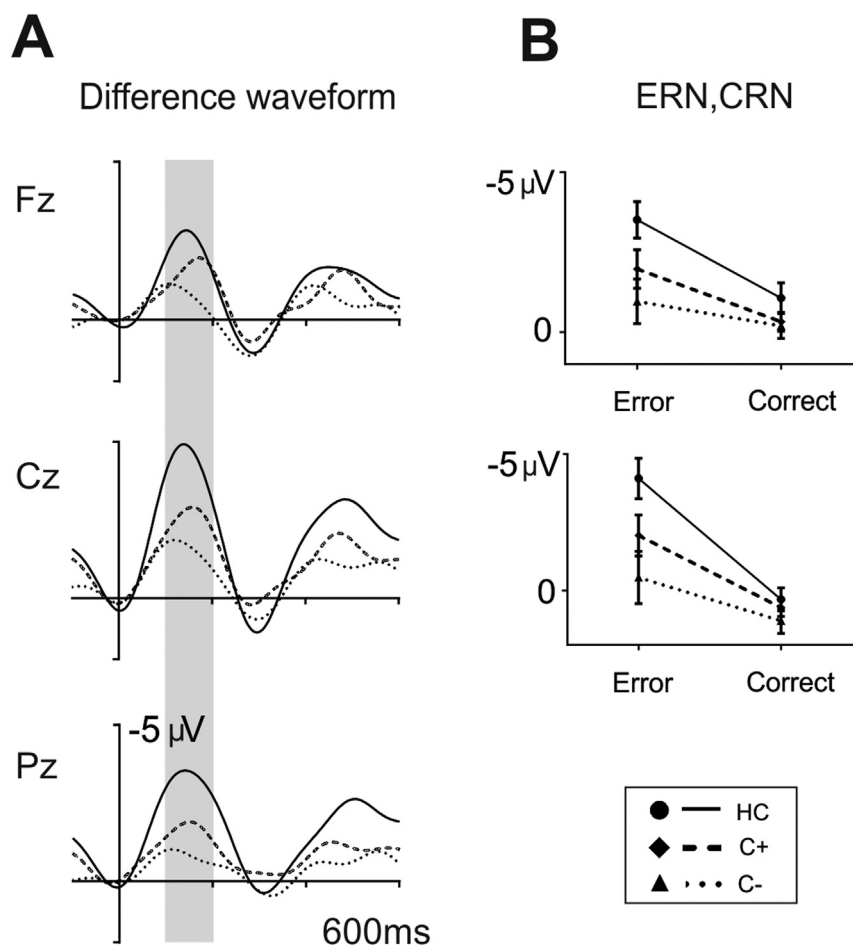 A
Difference waveform
Fz
Cz
Pz
-5 µV
600ms
B
ERN,CRN
-5 µV
0
Error Correct
-5 µV
0
Error Correct
HC
C+
C-